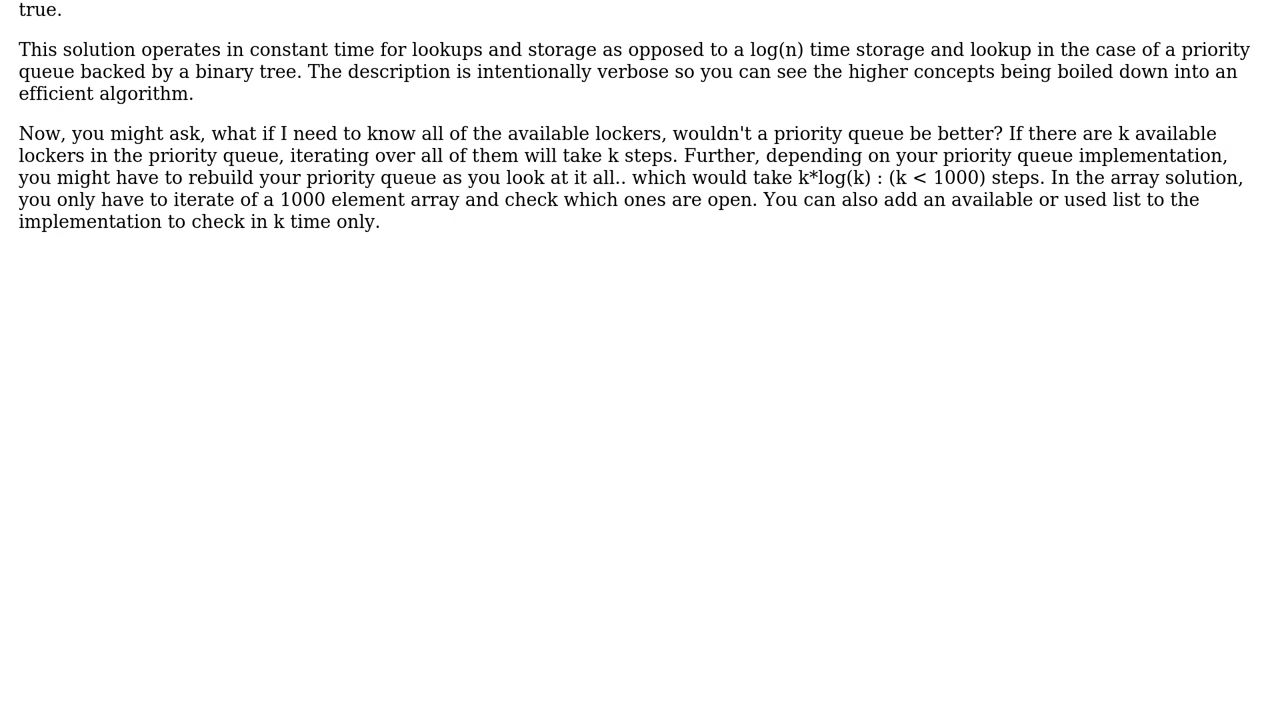 true.
This solution operates in constant time for lookups and storage as opposed to a log(n) time storage and lookup in the case of a priority
queue backed by a binary tree. The description is intentionally verbose so you can see the higher concepts being boiled down into an
efficient algorithm.
Now, you might ask, what if I need to know all of the available lockers, wouldn't a priority queue be better? If there are k available
lockers in the priority queue, iterating over all of them will take k steps. Further, depending on your priority queue implementation,
you might have to rebuild your priority queue as you look at it all.. which would take k*log(k) : (k < 1000) steps. In the array solution,
you only have to iterate of a 1000 element array and check which ones are open. You can also add an available or used list to the
implementation to check in k time only.